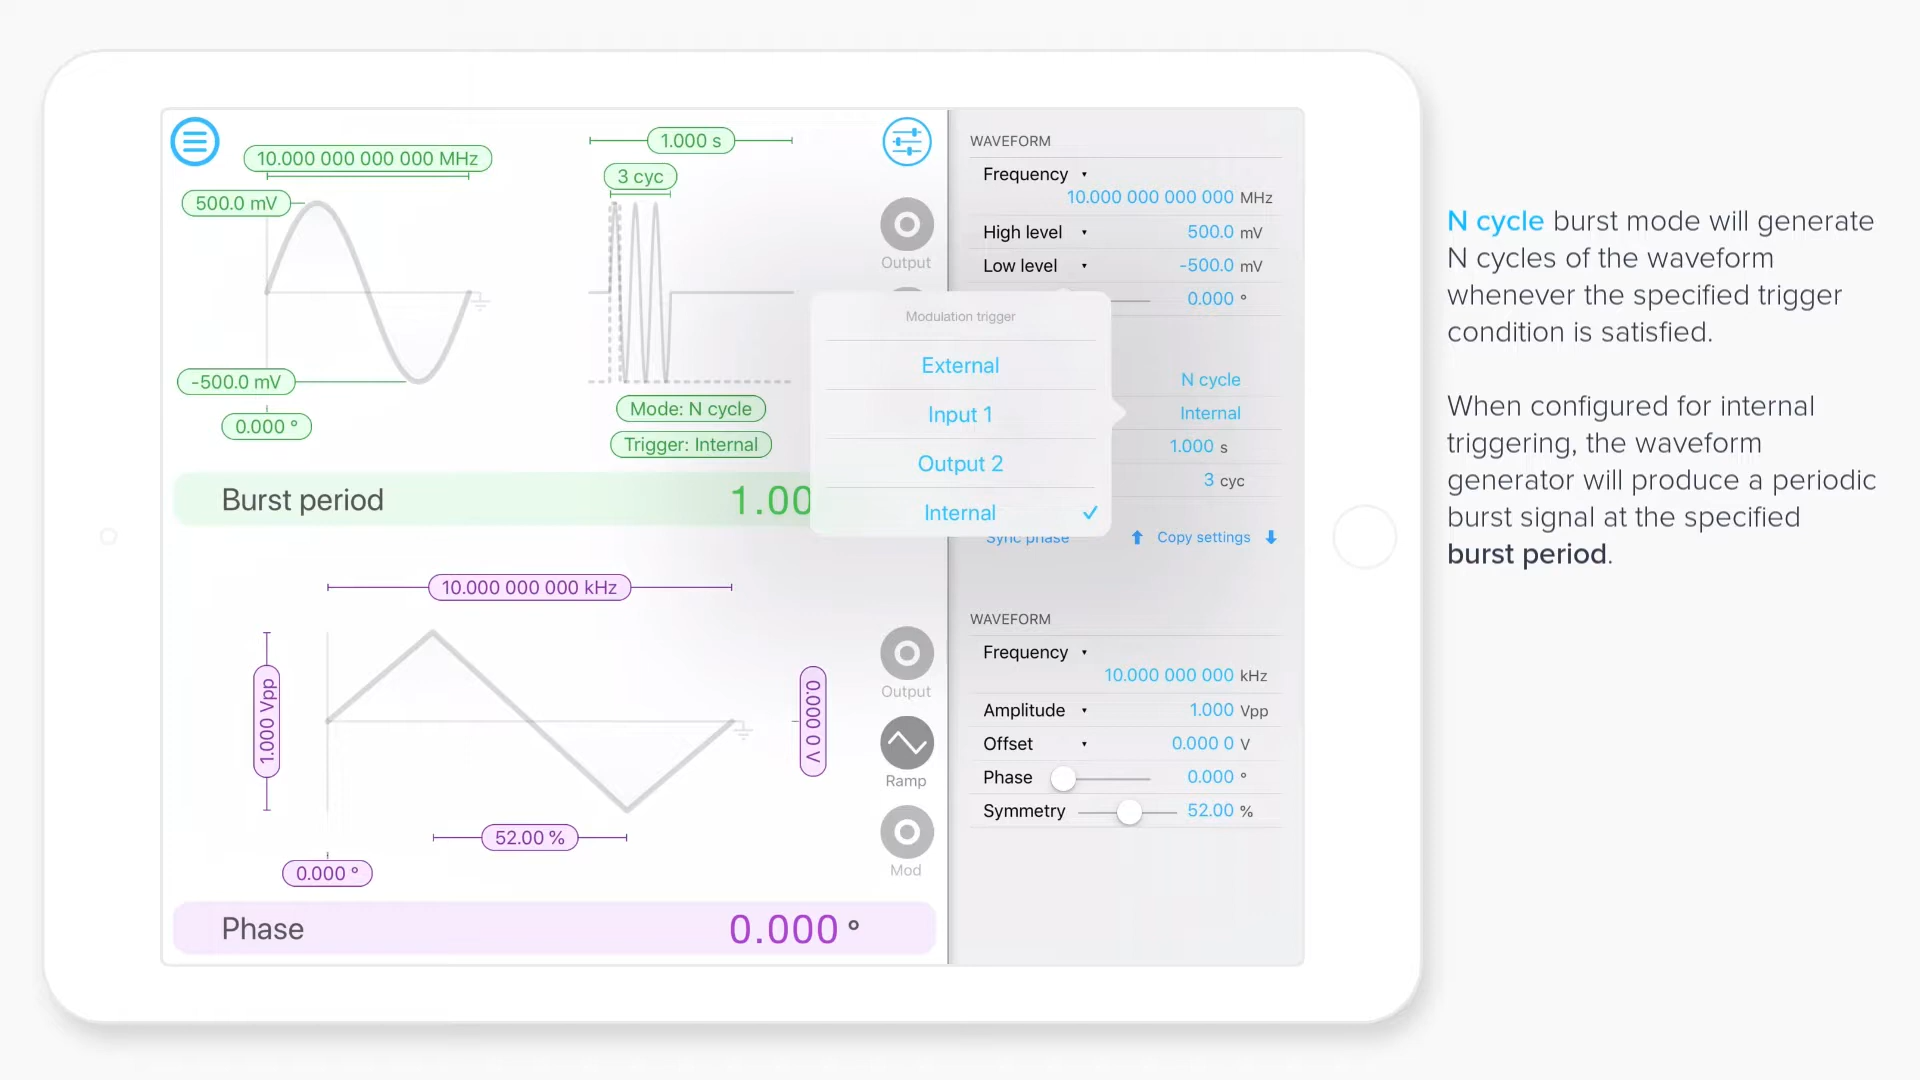 10.000 000 000 000 MHz
500.0 mV
-500.0 mV
0.000 °
1.000 s
3 cyc
Mode: N cycle
Trigger: Internal
Burst period
1.00
Output
WAVEFORM
Frequency
10.000 000 000 000 MHz
High level 500.0 mV
Low level -500.0 mV
0.000 °
N cycle
Internal
1.000 s
3 cyc
Modulation trigger
External
Input 1
Output 2
Internal
Sync phase Copy settings
10.000 000 000 kHz
1.000 Vpp
0.000 0 V
52.00 %
0.000 °
Output
Ramp
Mod
Phase 0.000 °
WAVEFORM
Frequency
10.000 000 000 kHz
Amplitude 1.000 Vpp
Offset 0.000 0 V
Phase 0.000 °
Symmetry 52.00 %
N cycle burst mode will generate
N cycles of the waveform
whenever the specified trigger
condition is satisfied.
When configured for internal
triggering, the waveform
generator will produce a periodic
burst signal at the specified
burst period.